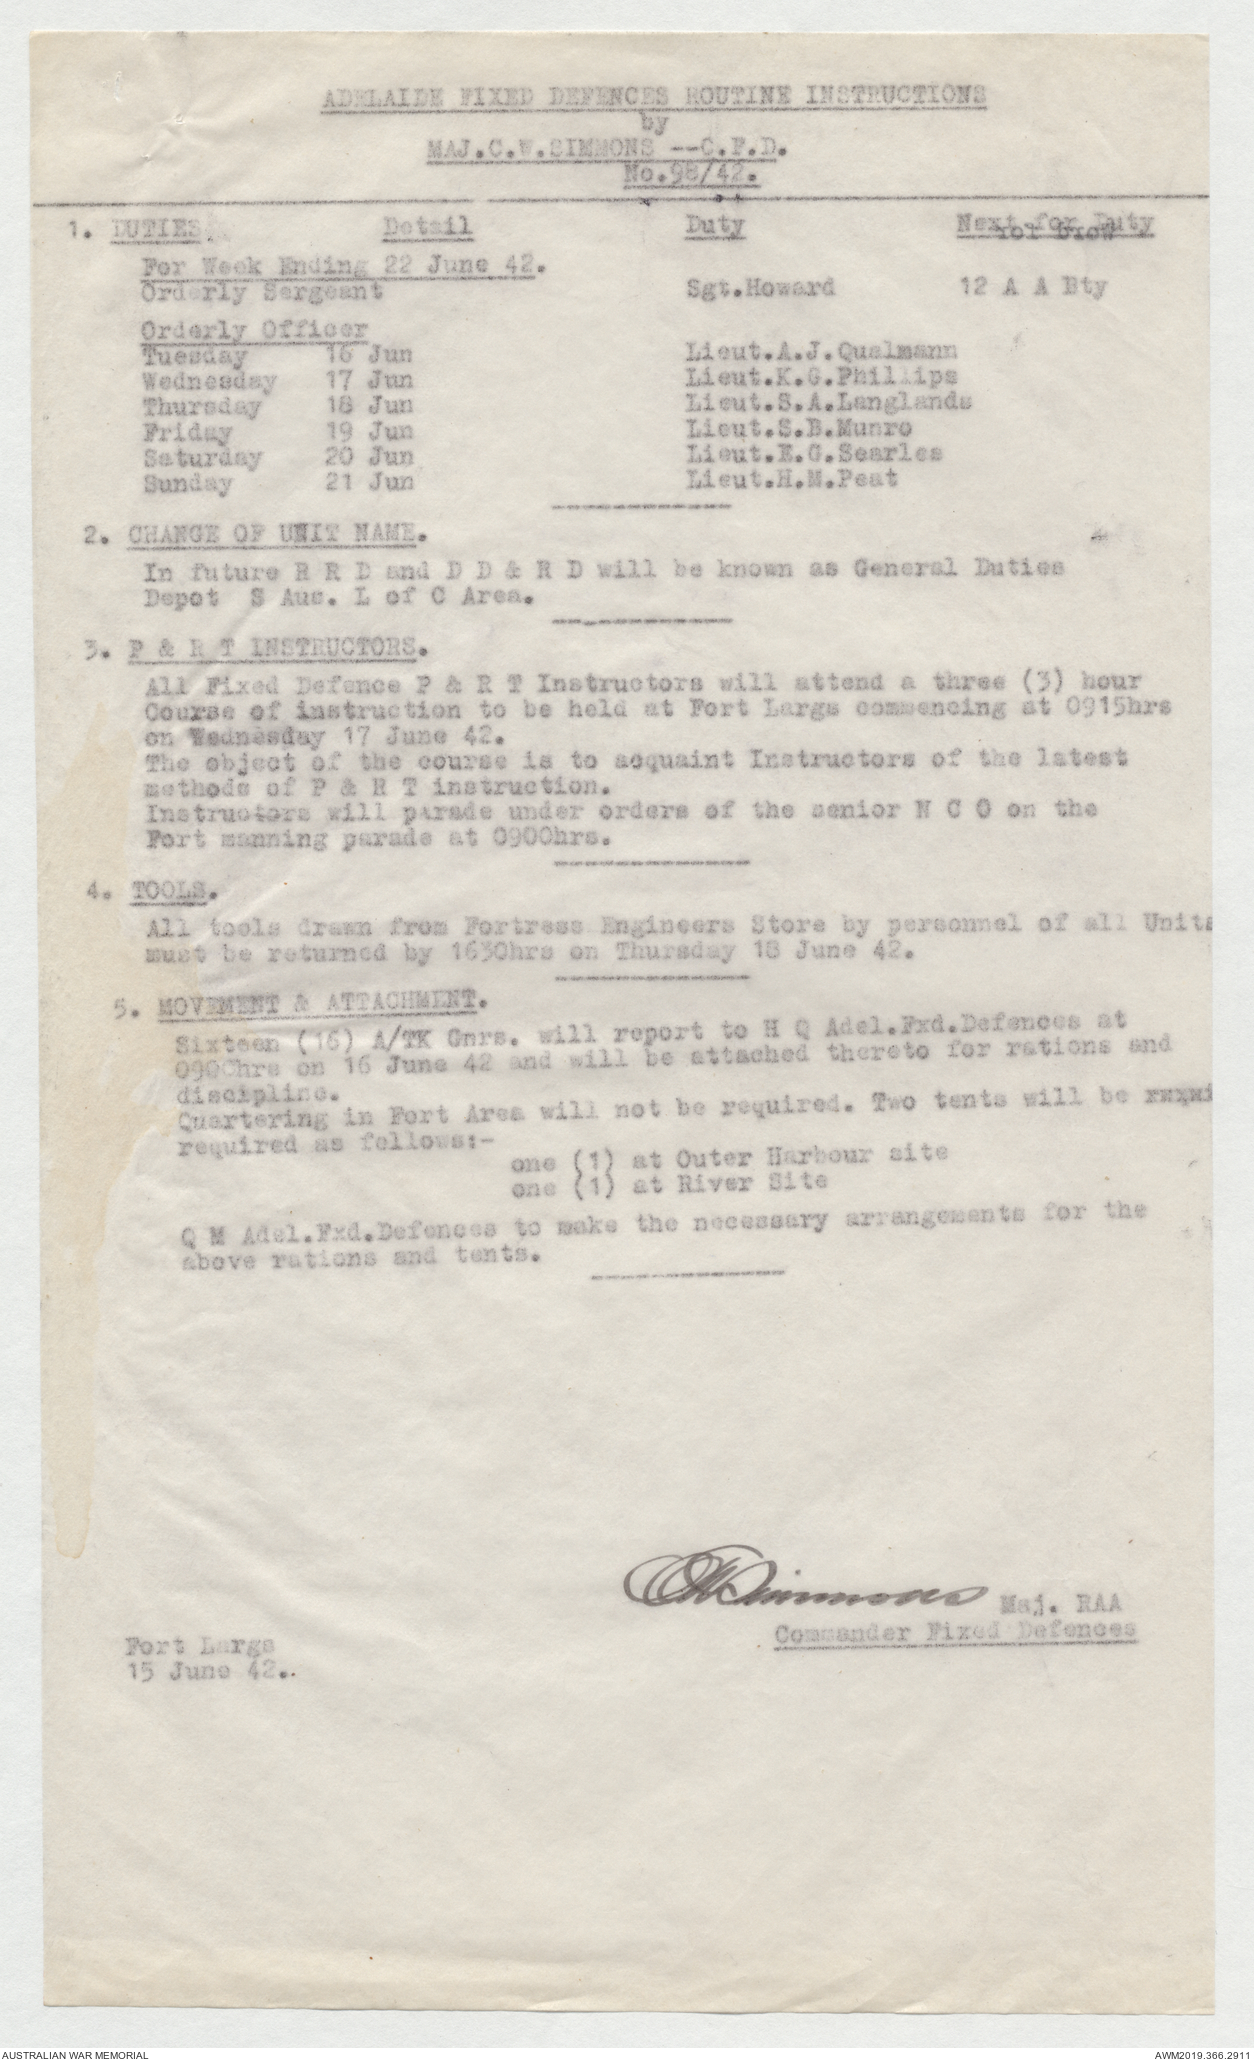 ADELAIDE FIXED DEFENCES ROUTINE INSTRUCTIONS
by
MAJ.C.W.SIMMONS --C.F.D.
No.98/42.
1. DUTIES Detail Duty Next for Duty
For Week Ending 22 June 42.
Orderly Sergeant Sgt.Howard 12 A A Bty
Orderly Officer
Tuesday 16 Jun Lieut.A.J.Qualmann
Wednesday 17 Jun Lieut.K.G.Phillips
Thursday 18 Jun Lieut.S.A.Langlands
Friday 19 Jun Lieut.S.B.Munro
Saturday 20 Jun Lieut.E.G.Searles
Sunday 21 Jun Lieut.H.M.Peat
2. CHANGE OF UNIT NAME.
In future R R D and D D & R D will be known as General Duties
Depot S Aus. L of C Area.
3. P & R T INSTRUCTORS.
All Fixed Defence P & R T Instructors will attend a three (3) hour
Course of instruction to be held at Fort Largs commencing at 0915hrs
on Wednesday 17 June 42.
The object of the course is to acquaint Instructors of the latest
methods of P & R T instruction.
Instructors will parade under orders of the senior N C O on the
Fort manning parade at 0900hrs.
4. TOOLS.
All tools drawn from Fortress Engineers Store by personnel of all Units
must be returned by 1630hrs on Thursday 18 June 42.
5. MOVEMENT & ATTACHMENT.
Sixteen (16) A/TK Gnrs. will report to H Q Adel.Fxd.Defences at
0900hrs on 16 June 42 and will be attached thereto for rations and
discipline.
Quartering in Fort Area will not be required. Two tents will be
required as follows:-
one (1) at Outer Harbour site
one (1) at River Site
Q M Adel.Fxd.Defences to make the necessary arrangements for the
above rations and tents.
CWSimmons Maj. RAA
Commander Fixed Defences
Fort Largs
15 June 42..
AUSTRALIAN WAR MEMORIAL AWM2019.366.2911